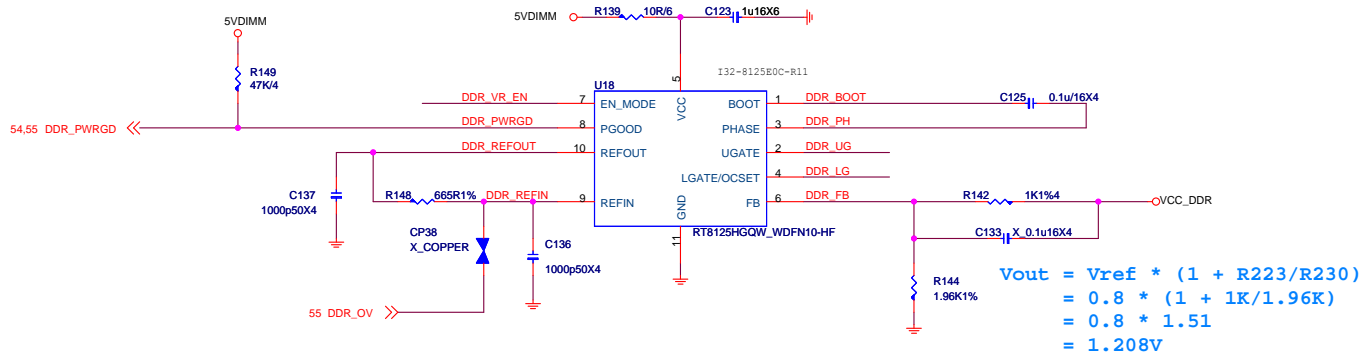 5VDIMM
R139
10R/6
C123
1u16X6
5VDIMM
R149
47K/4
I32-8125E0C-R11
U18
5
VCC
DDR_VR_EN
7
EN_MODE
BOOT
1
DDR_BOOT
C125
0.1u/16X4
54,55 DDR_PWRGD
DDR_PWRGD
8
PGOOD
PHASE
3
DDR_PH
DDR_REFOUT
10
REFOUT
UGATE
2
DDR_UG
LGATE/OCSET
4
DDR_LG
C137
1000p50X4
R148
665R1%
DDR_REFIN
9
REFIN
GND
11
FB
6
DDR_FB
R142
1K1%4
VCC_DDR
RT8125HGQW_WDFN10-HF
C133
X_0.1u16X4
CP38
X_COPPER
C136
1000p50X4
R144
1.96K1%
55 DDR_OV
Vout = Vref * (1 + R223/R230)
= 0.8 * (1 + 1K/1.96K)
= 0.8 * 1.51
= 1.208V